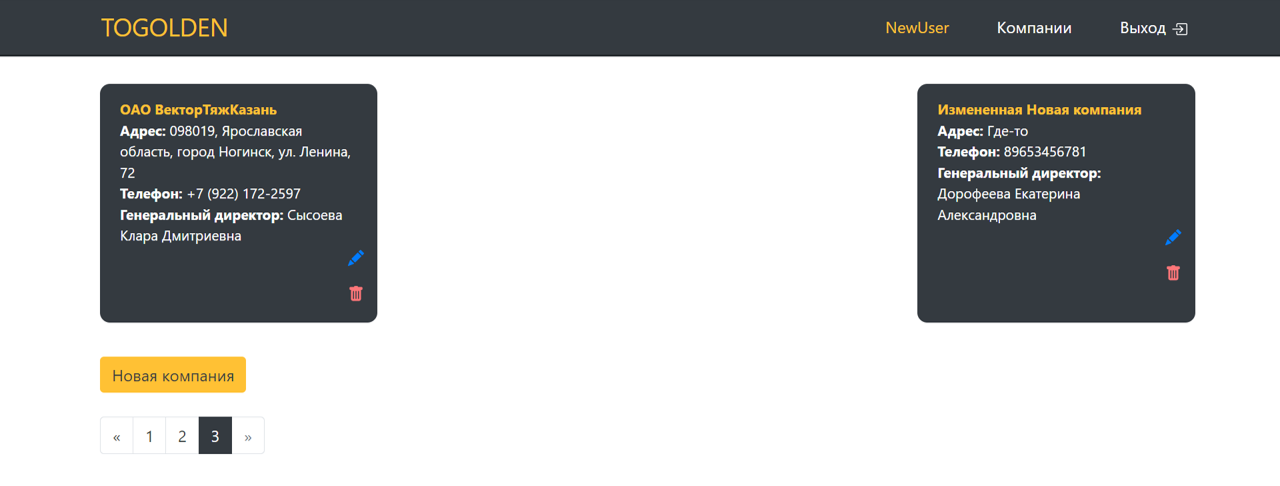 TOGOLDEN
NewUser
Компании
Выход
ОАО ВекторТяжКазань
Адрес: 098019, Ярославская
область, город Ногинск, ул. Ленина,
72
Телефон: +7 (922) 172-2597
Генеральный директор: Сысоева
Клара Дмитриевна
Измененная Новая компания
Адрес: Где-то
Телефон: 89653456781
Генеральный директор:
Дорофеева Екатерина
Александровна
Новая компания
« 1 2 3 »